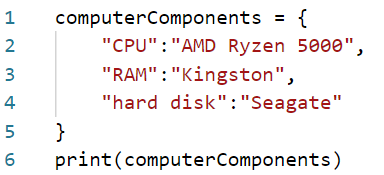 1 computerComponents = {
2     "CPU":"AMD Ryzen 5000",
3     "RAM":"Kingston",
4     "hard disk":"Seagate"
5 }
6 print(computerComponents)